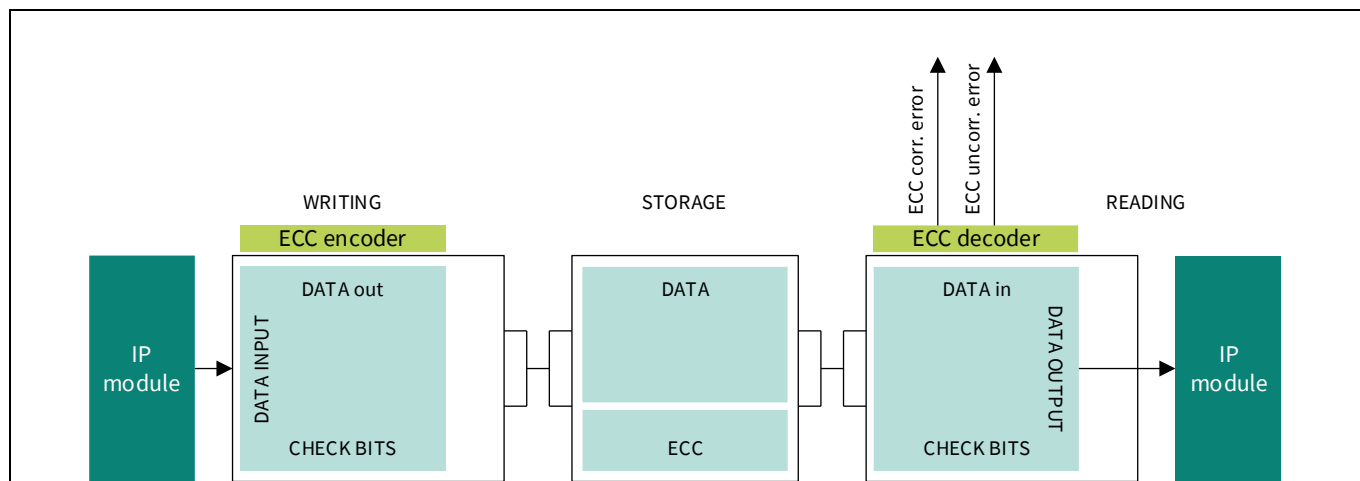 ECC corr. error
ECC uncorr. error
WRITING
STORAGE
READING
ECC encoder
ECC decoder
DATA out
DATA
DATA in
IP
module
DATA INPUT
DATA OUTPUT
IP
module
CHECK BITS
ECC
CHECK BITS